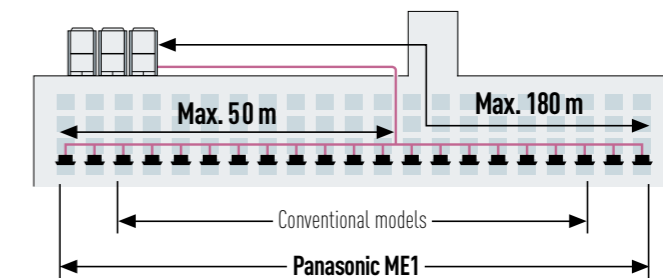 Max. 50 m
Max. 180 m
Conventional models
Panasonic ME1